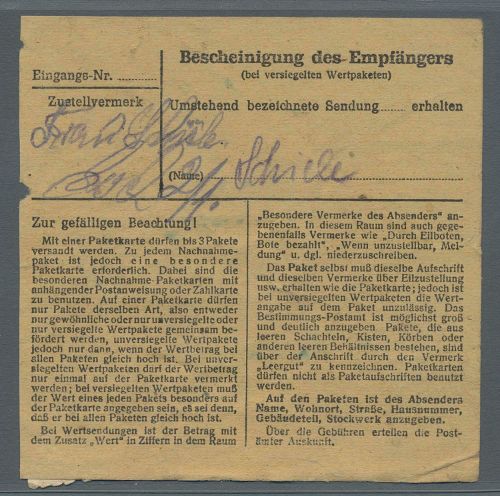 Eingangs-Nr. ..........
Zustellvermerk
Frau
Bescheinigung des Empfängers
(bei versiegelten Wertpaketen)
Umstehend bezeichnete Sendung ...... erhalten
(Name)
Zur gefälligen Beachtung!
Mit einer Paketkarte dürfen bis 3 Pakete
versandt werden. Zu jedem Nachnahme-
paket ist jedoch eine besondere
Paketkarte erforderlich. Dabei sind die
besonderen Nachnahme-Paketkarten mit
anhängender Postanweisung oder Zahlkarte
zu benutzen. Auf einer Paketkarte dürfen
nur Pakete derselben Art, also entweder
nur gewöhnliche oder nur unversiegelte oder
nur versiegelte Wertpakete gemeinsam be-
fördert werden, unversiegelte Wertpakete
jedoch nur dann, wenn der Wertbetrag bei
allen Paketen gleich hoch ist. Bei unver-
siegelten Wertpaketen darf der Wertbetrag
nur einmal auf der Paketkarte vermerkt
werden; bei versiegelten Wertpaketen muß
der Wert eines jeden Pakets besonders auf
der Paketkarte angegeben sein, es sei denn,
daß er bei allen Paketen gleich hoch ist.
Bei Wertsendungen ist der Betrag mit
dem Zusatz „Wert" in Ziffern in dem Raum
„Besondere Vermerke des Absenders" an-
zugeben. In diesem Raum sind auch gege-
benenfalls Vermerke wie „Durch Eilboten,
Bote bezahlt", „Wenn unzustellbar, Mel-
dung" u. dgl. niederzuschreiben.
Das Paket selbst muß dieselbe Aufschrift
und dieselben Vermerke über Eilzustellung
usw. erhalten wie die Paketkarte; jedoch ist
bei unversiegelten Wertpaketen die Wert-
angabe auf dem Paket unzulässig. Das
Bestimmungs-Postamt ist möglichst groß
und deutlich anzugeben. Pakete, die aus
leeren Schachteln, Kisten, Körben oder
anderen leeren Behältnissen bestehen, sind
über der Anschrift durch den Vermerk
„Leergut" zu kennzeichnen. Paketkarten
dürfen nicht als Paketaufschriften benutzt
werden.
Auf den Paketen ist des Absenders
Name, Wohnort, Straße, Hausnummer,
Gebäudeteil, Stockwerk anzugeben.
Über die Gebühren erteilen die Post-
ämter Auskunft.